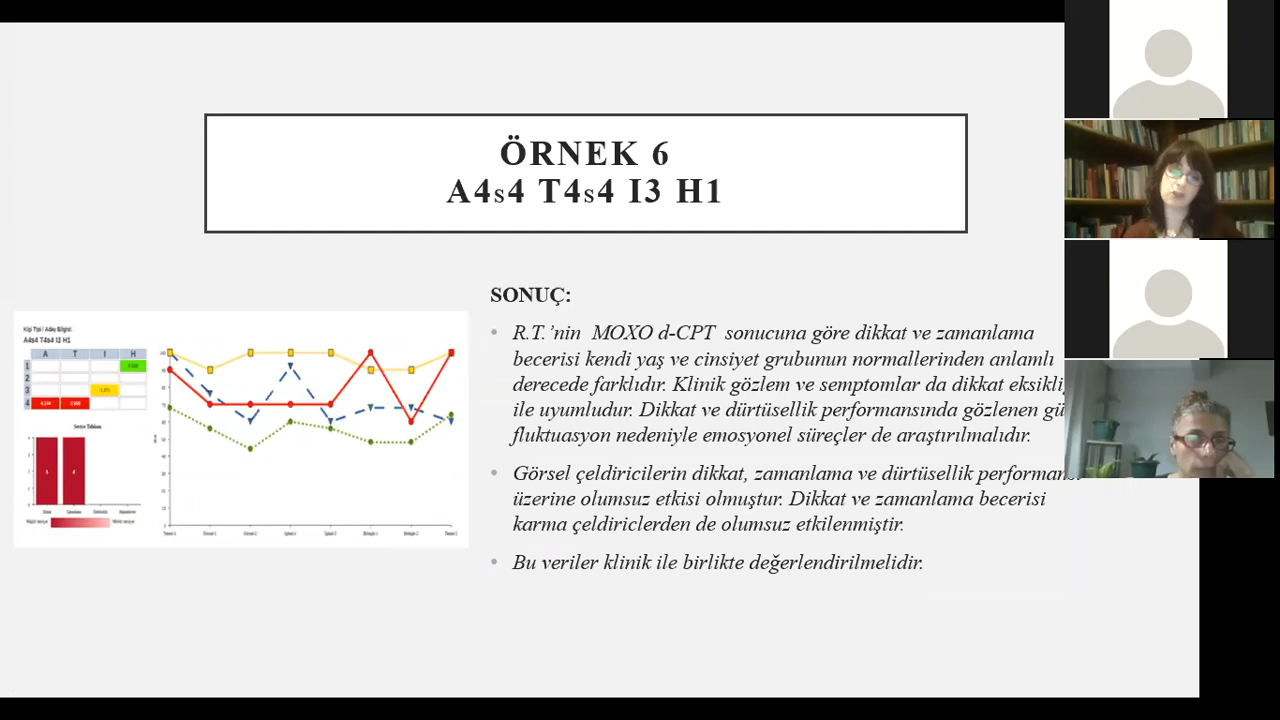 ÖRNEK 6
A4s4 T4s4 I3 H1
SONUÇ:
R.T.'nin MOXO d-CPT sonucuna göre dikkat ve zamanlama
becerisi kendi yaş ve cinsiyet grubunun normallerinden anlamlı
derecede farklıdır. Klinik gözlem ve semptomlar da dikkat
ile uyumludur. Dikkat ve dürtüsellik performansında gözlenen
fluktuasyon nedeniyle emosyonel süreçler de araştırılmalıdır.
Görsel çeldiricilerin dikkat, zamanlama ve dürtüsellik
üzerine olumsuz etkisi olmuştur. Dikkat ve zamanlama becerisi
karma çeldiriclerden de olumsuz etkilenmiştir.
Bu veriler klinik ile birlikte değerlendirilmelidir.
A4s4 T4s4 I3 H1
A T I H
1
2
3
4